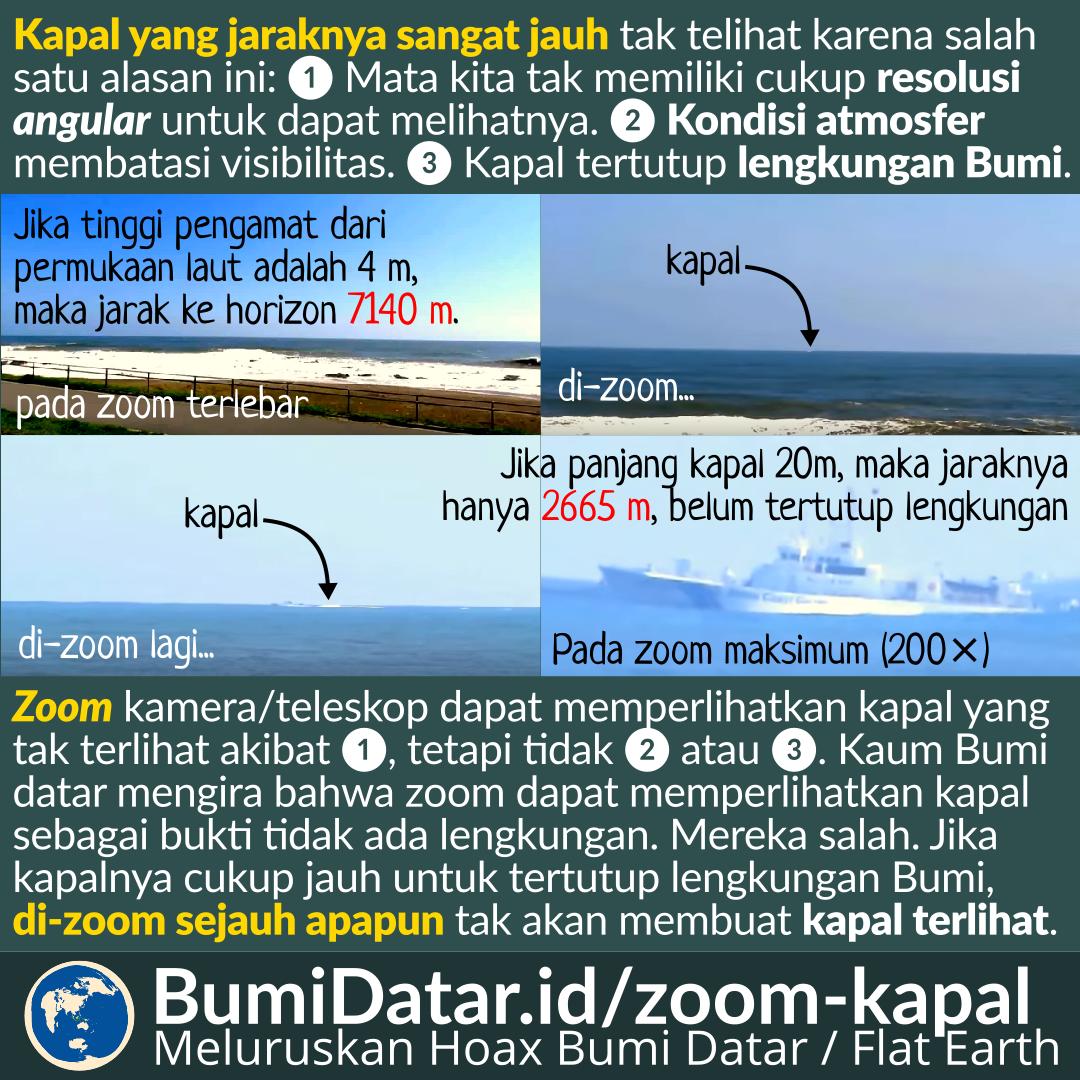 Kapal yang jaraknya sangat jauh tak telihat karena salah
satu alasan ini: 1 Mata kita tak memiliki cukup resolusi
angular untuk dapat melihatnya. 2 Kondisi atmosfer
membatasi visibilitas. 3 Kapal tertutup lengkungan Bumi.
Jika tinggi pengamat dari
permukaan laut adalah 4 m,
maka jarak ke horizon 7140 m.
pada zoom terlebar
kapal
di-zoom...
kapal
di-zoom lagi...
Jika panjang kapal 20m, maka jaraknya
hanya 2665 m, belum tertutup lengkungan
Pada zoom maksimum (200×)
Zoom kamera/teleskop dapat memperlihatkan kapal yang
tak terlihat akibat 1, tetapi tidak 2 atau 3. Kaum Bumi
datar mengira bahwa zoom dapat memperlihatkan kapal
sebagai bukti tidak ada lengkungan. Mereka salah. Jika
kapalnya cukup jauh untuk tertutup lengkungan Bumi,
di-zoom sejauh apapun tak akan membuat kapal terlihat.
BumiDatar.id/zoom-kapal
Meluruskan Hoax Bumi Datar / Flat Earth